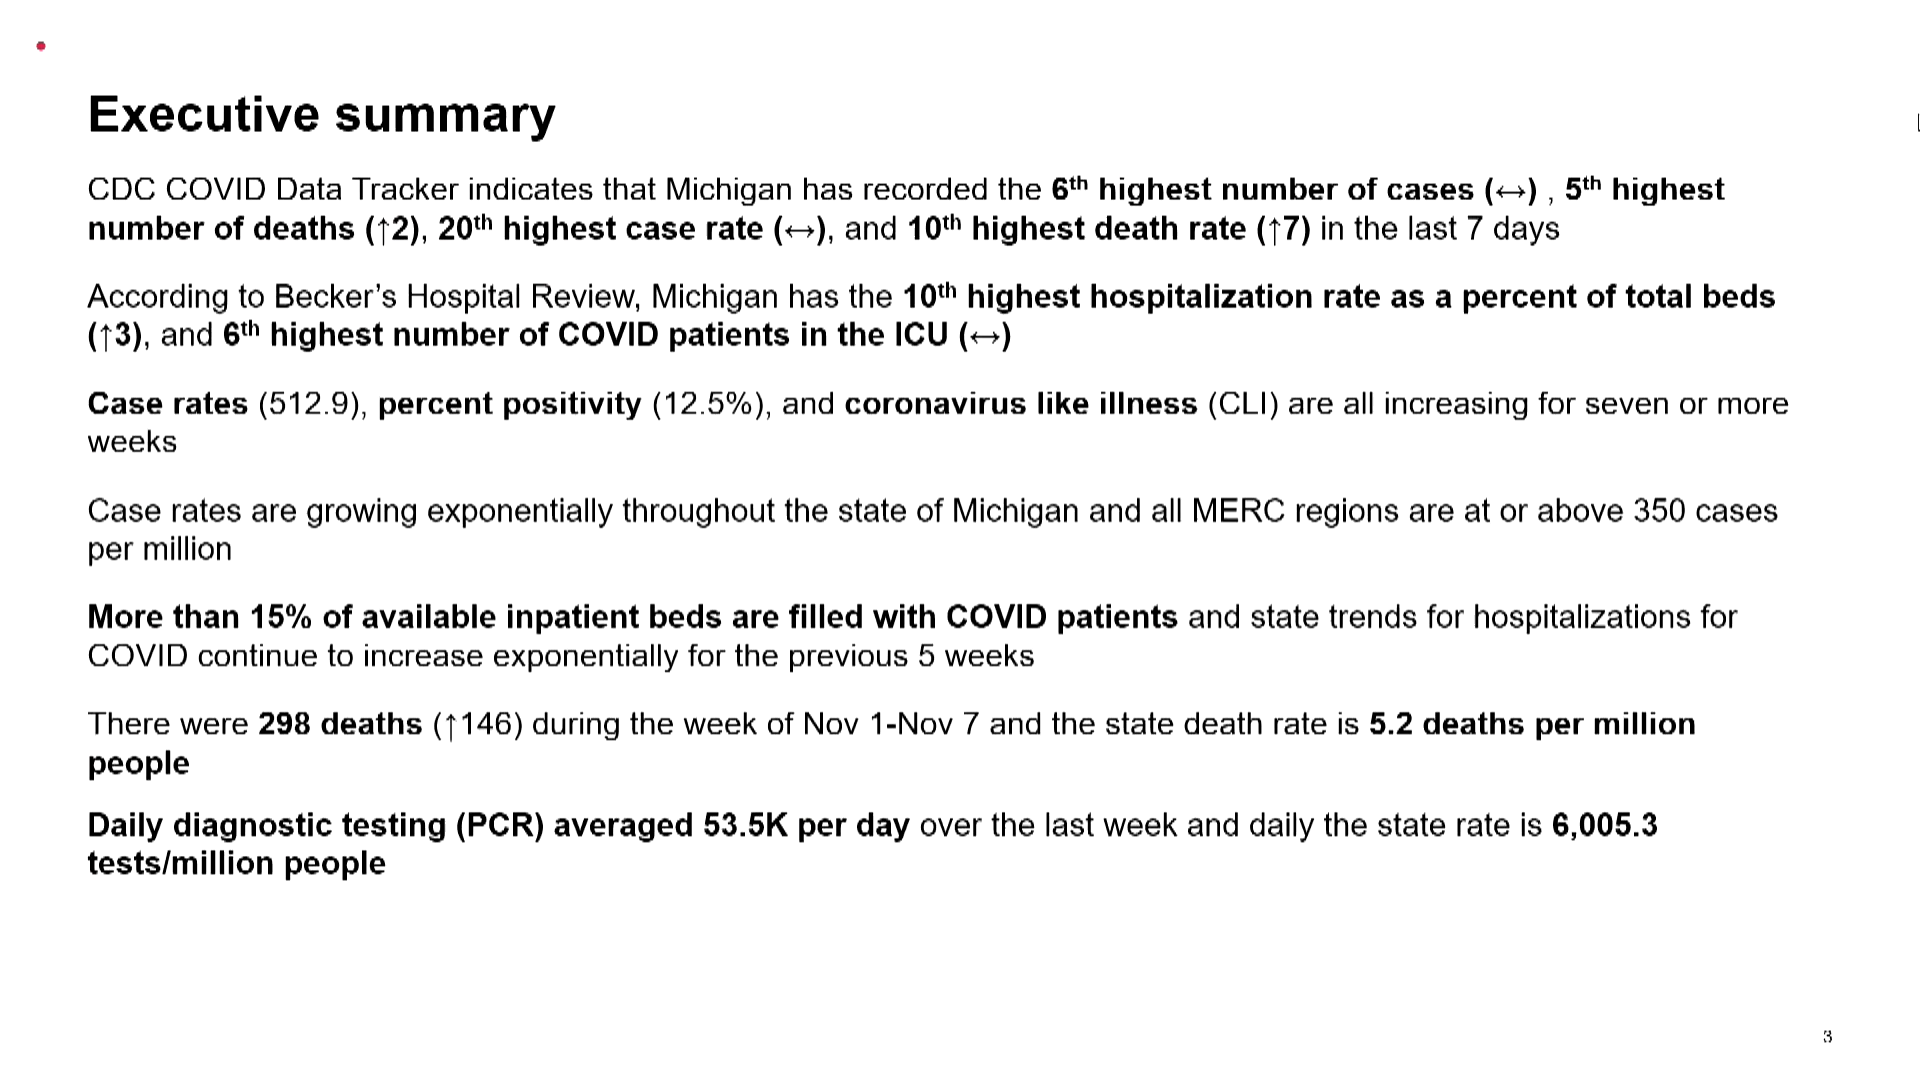 Executive summary
CDC COVID Data Tracker indicates that Michigan has recorded the 6th highest number of cases (↔) , 5th highest
number of deaths (↑2), 20th highest case rate (↔), and 10th highest death rate (↑7) in the last 7 days
According to Becker’s Hospital Review, Michigan has the 10th highest hospitalization rate as a percent of total beds
(↑3), and 6th highest number of COVID patients in the ICU (↔)
Case rates (512.9), percent positivity (12.5%), and coronavirus like illness (CLI) are all increasing for seven or more
weeks
Case rates are growing exponentially throughout the state of Michigan and all MERC regions are at or above 350 cases
per million
More than 15% of available inpatient beds are filled with COVID patients and state trends for hospitalizations for
COVID continue to increase exponentially for the previous 5 weeks
There were 298 deaths (↑146) during the week of Nov 1-Nov 7 and the state death rate is 5.2 deaths per million
people
Daily diagnostic testing (PCR) averaged 53.5K per day over the last week and daily the state rate is 6,005.3
tests/million people
3